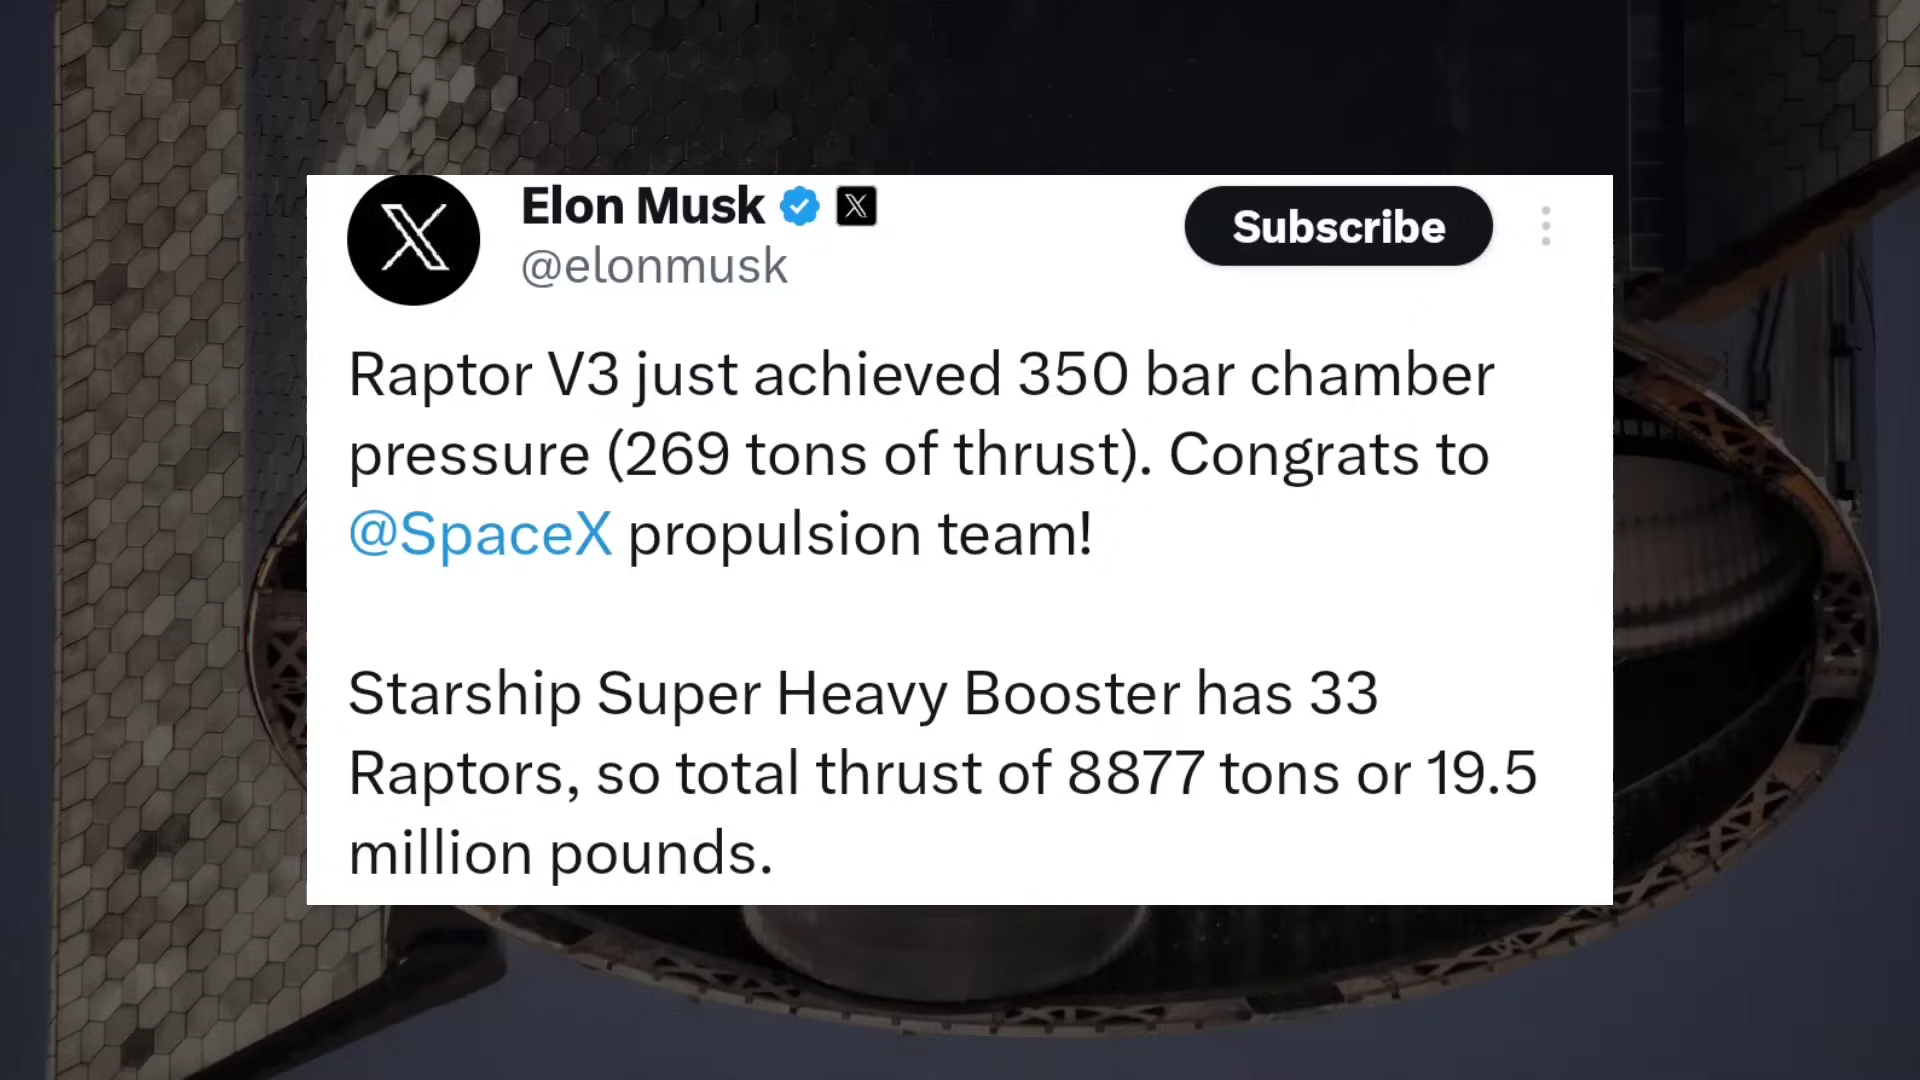 Elon Musk
@elonmusk
Subscribe
Raptor V3 just achieved 350 bar chamber
pressure (269 tons of thrust). Congrats to
@SpaceX propulsion team!
Starship Super Heavy Booster has 33
Raptors, so total thrust of 8877 tons or 19.5
million pounds.